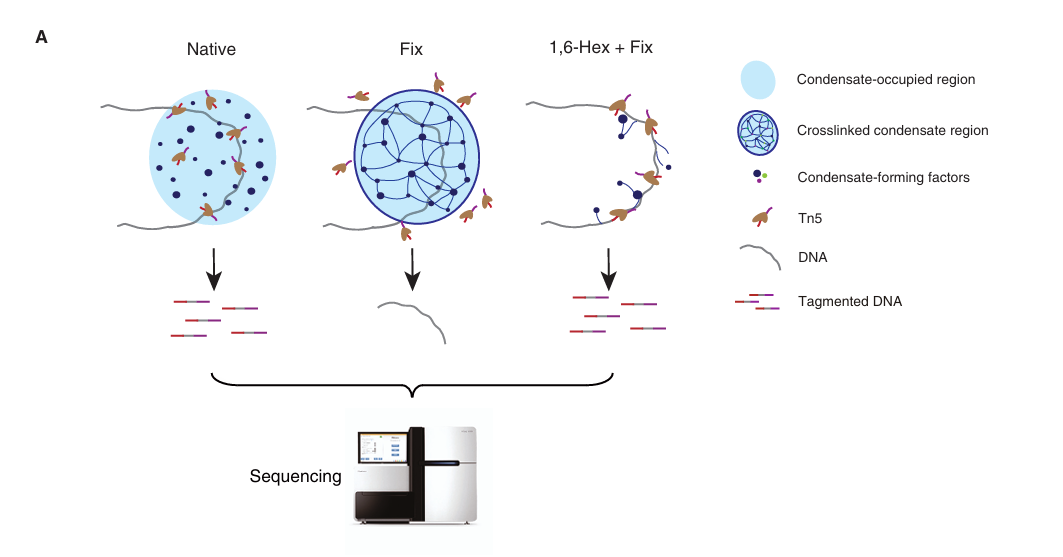 A
Native
Fix
1,6-Hex + Fix
Condensate-occupied region
Crosslinked condensate region
Condensate-forming factors
Tn5
DNA
Tagmented DNA
Sequencing